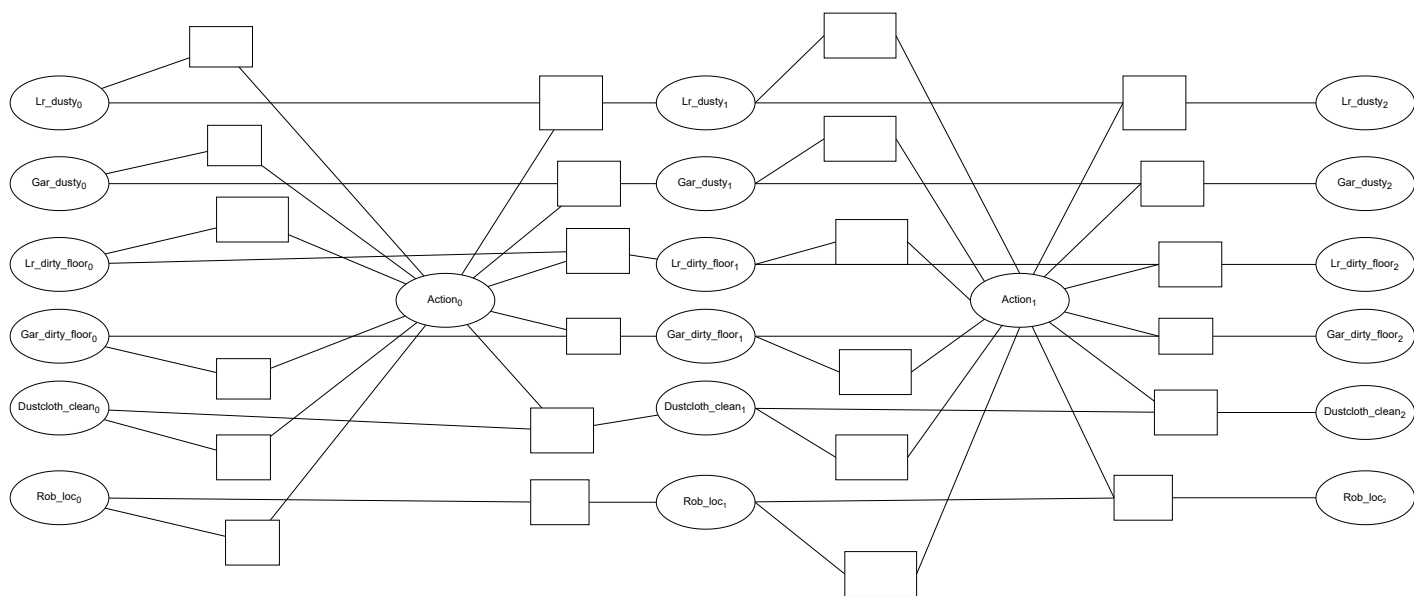 Lr_dusty₀
Lr_dusty₁
Lr_dusty₂
Gar_dusty₀
Gar_dusty₁
Gar_dusty₂
Lr_dirty_floor₀
Lr_dirty_floor₁
Lr_dirty_floor₂
Action₀
Action₁
Gar_dirty_floor₀
Gar_dirty_floor₁
Gar_dirty_floor₂
Dustcloth_clean₀
Dustcloth_clean₁
Dustcloth_clean₂
Rob_loc₀
Rob_loc₁
Rob_loc₂